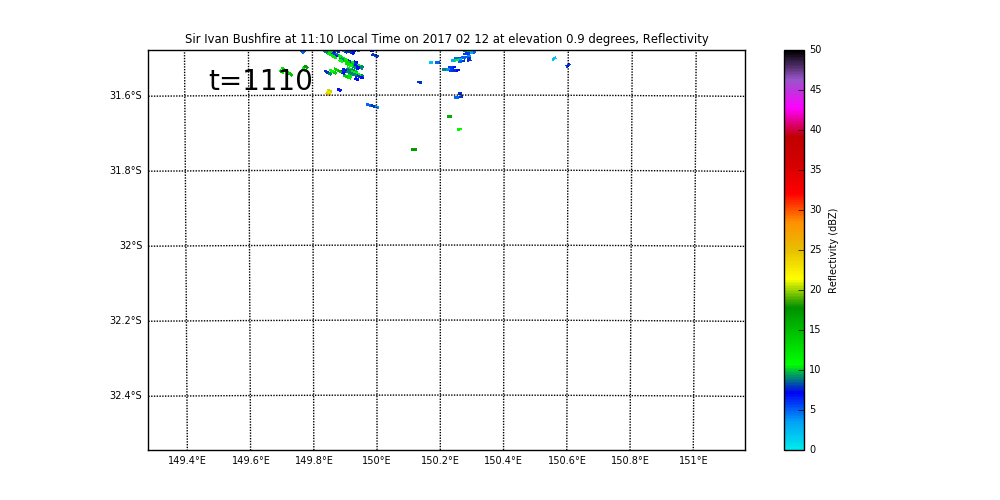 Sir Ivan Bushfire at 11:10 Local Time on 2017 02 12 at elevation 0.9 degrees, Reflectivity
t=1110
31.6°S
31.8°S
32°S
32.2°S
32.4°S
149.4°E 149.6°E 149.8°E 150°E 150.2°E 150.4°E 150.6°E 150.8°E 151°E
50
45
40
35
30
25
20
15
10
5
0
Reflectivity (dBZ)